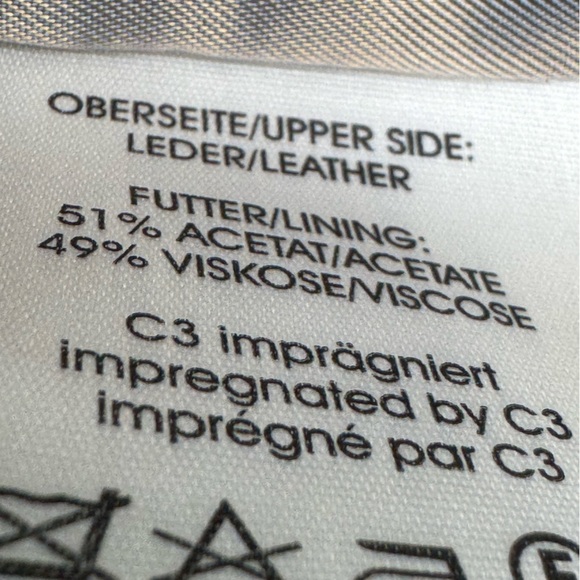 OBERSEITE/UPPER SIDE:
LEDER/LEATHER
FUTTER/LINING:
51% ACETAT/ACETATE
49% VISKOSE/VISCOSE
C3 imprägniert
impregnated by C3
imprégné par C3